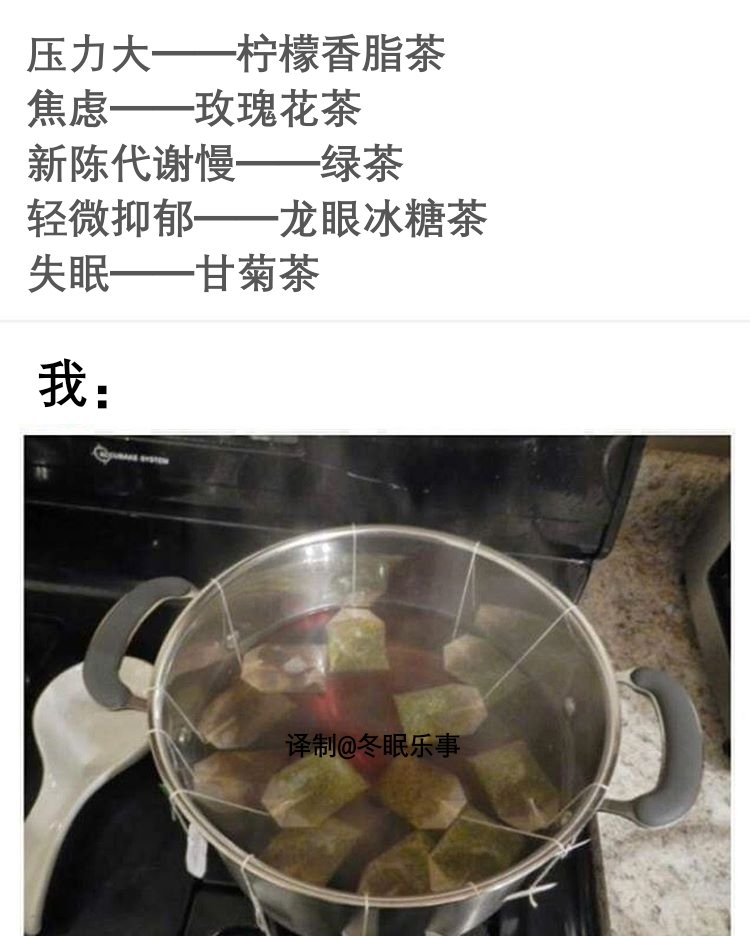 压力大——柠檬香脂茶
焦虑——玫瑰花茶
新陈代谢慢——绿茶
轻微抑郁——龙眼冰糖茶
失眠——甘菊茶
我：
ACCUBAKE SYSTEM
译制@冬眠乐事